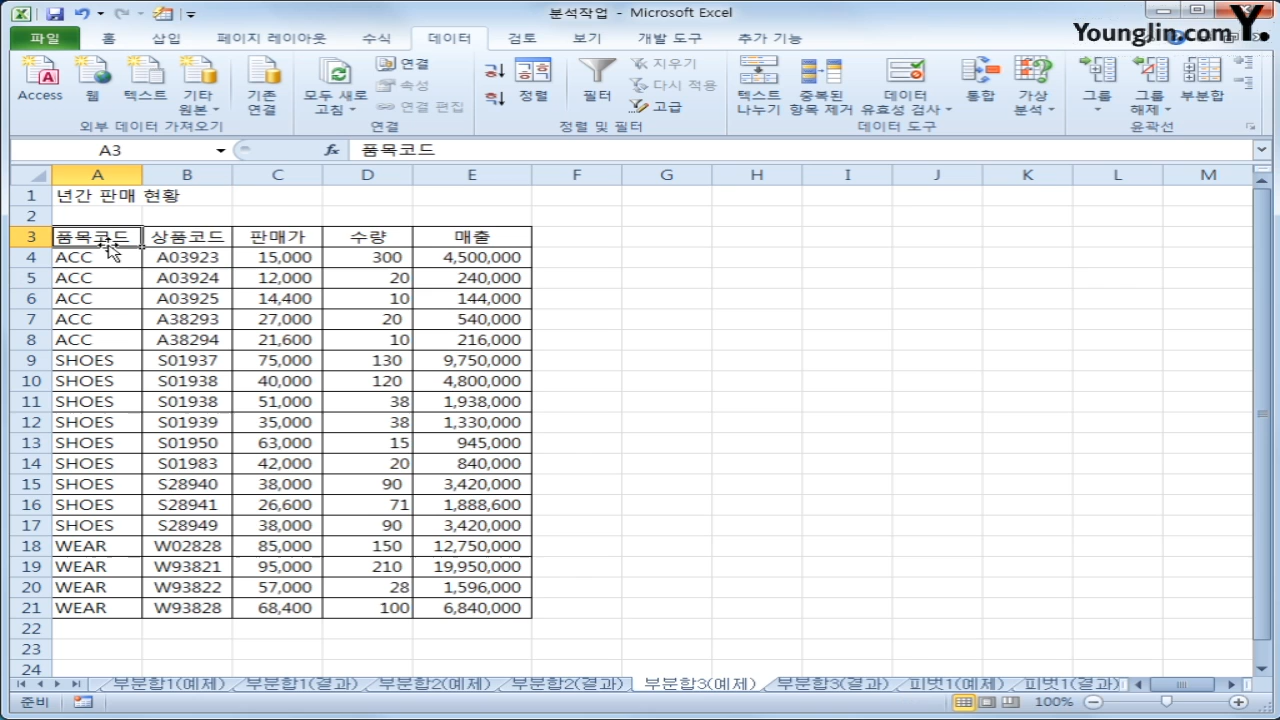 분석작업 - Microsoft Excel
Younglin.com Y.
파일 홈 삽입 페이지 레이아웃 수식 데이터 검토 보기 개발 도구 추가 기능
Access 웹 텍스트 기타 원본 기존 연결 모두 새로 고침 연결 속성 연결 편집 정렬 필터 지우기 다시 적용 고급 텍스트 나누기 중복된 항목 제거 데이터 유효성 검사 통합 가상 분석 그룹 그룹 해제 부분합
외부 데이터 가져오기 연결 정렬 및 필터 데이터 도구 윤곽선
A3 fx 품목코드
A B C D E F G H I J K L M
1 년간 판매 현황
2
3 품목코드 상품코드 판매가 수량 매출
4 ACC A03923 15,000 300 4,500,000
5 ACC A03924 12,000 20 240,000
6 ACC A03925 14,400 10 144,000
7 ACC A38293 27,000 20 540,000
8 ACC A38294 21,600 10 216,000
9 SHOES S01937 75,000 130 9,750,000
10 SHOES S01938 40,000 120 4,800,000
11 SHOES S01938 51,000 38 1,938,000
12 SHOES S01939 35,000 38 1,330,000
13 SHOES S01950 63,000 15 945,000
14 SHOES S01983 42,000 20 840,000
15 SHOES S28940 38,000 90 3,420,000
16 SHOES S28941 26,600 71 1,888,600
17 SHOES S28949 38,000 90 3,420,000
18 WEAR W02828 85,000 150 12,750,000
19 WEAR W93821 95,000 210 19,950,000
20 WEAR W93822 57,000 28 1,596,000
21 WEAR W93828 68,400 100 6,840,000
22
23
24
부분합1(예제) 부분합1(결과) 부분합2(예제) 부분합2(결과) 부분합3(예제) 부분합3(결과) 피벗1(예제) 피벗1(결과)
준비 100%